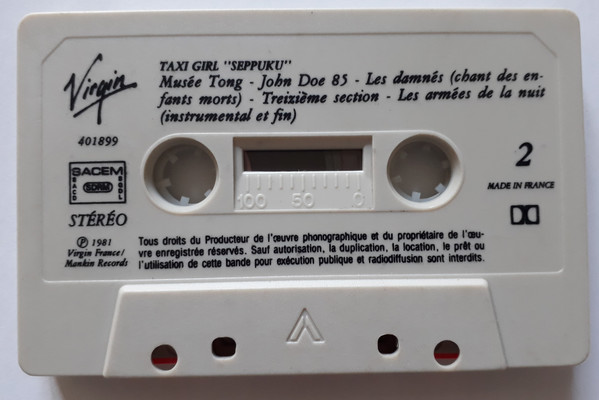 Virgin
TAXI GIRL "SEPPUKU"
Musée Tong - John Doe 85 - Les damnés (chant des en-
fants morts) - Treizième section - Les armées de la nuit
(instrumental et fin)
401899
SACEM
SACD
SDRM
SGDL
STÉRÉO
℗ 1981
Virgin France/
Mankin Records
100 50 0
2
MADE IN FRANCE
Tous droits du Producteur de l'œuvre phonographique et du propriétaire de l'œu-
vre enregistrée réservés. Sauf autorisation, la duplication, la location, le prêt ou
l'utilisation de cette bande pour exécution publique et radiodiffusion sont interdits.